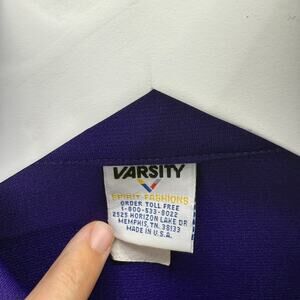 VARSITY
SPIRIT FASHIONS
ORDER TOLL FREE
1-800-533-8022
2525 HORIZON LAKE DR
MEMPHIS, TN. 38133
MADE IN U.S.A.